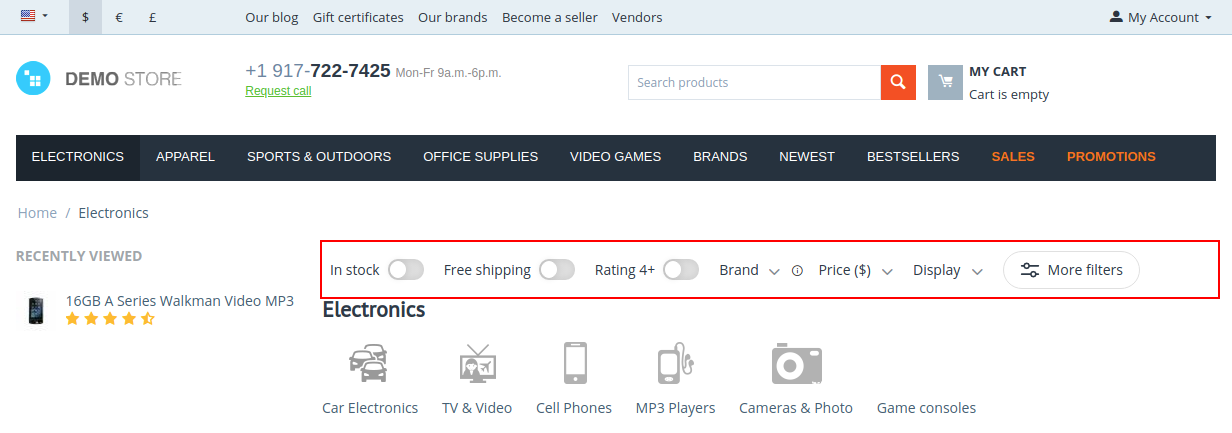 $ € £ Our blog Gift certificates Our brands Become a seller Vendors My Account
DEMO STORE
+1 917-722-7425 Mon-Fr 9a.m.-6p.m.
Request call
Search products
MY CART
Cart is empty
ELECTRONICS APPAREL SPORTS & OUTDOORS OFFICE SUPPLIES VIDEO GAMES BRANDS NEWEST BESTSELLERS SALES PROMOTIONS
Home / Electronics
RECENTLY VIEWED
16GB A Series Walkman Video MP3
In stock Free shipping Rating 4+ Brand Price ($) Display More filters
Electronics
Car Electronics TV & Video Cell Phones MP3 Players Cameras & Photo Game consoles